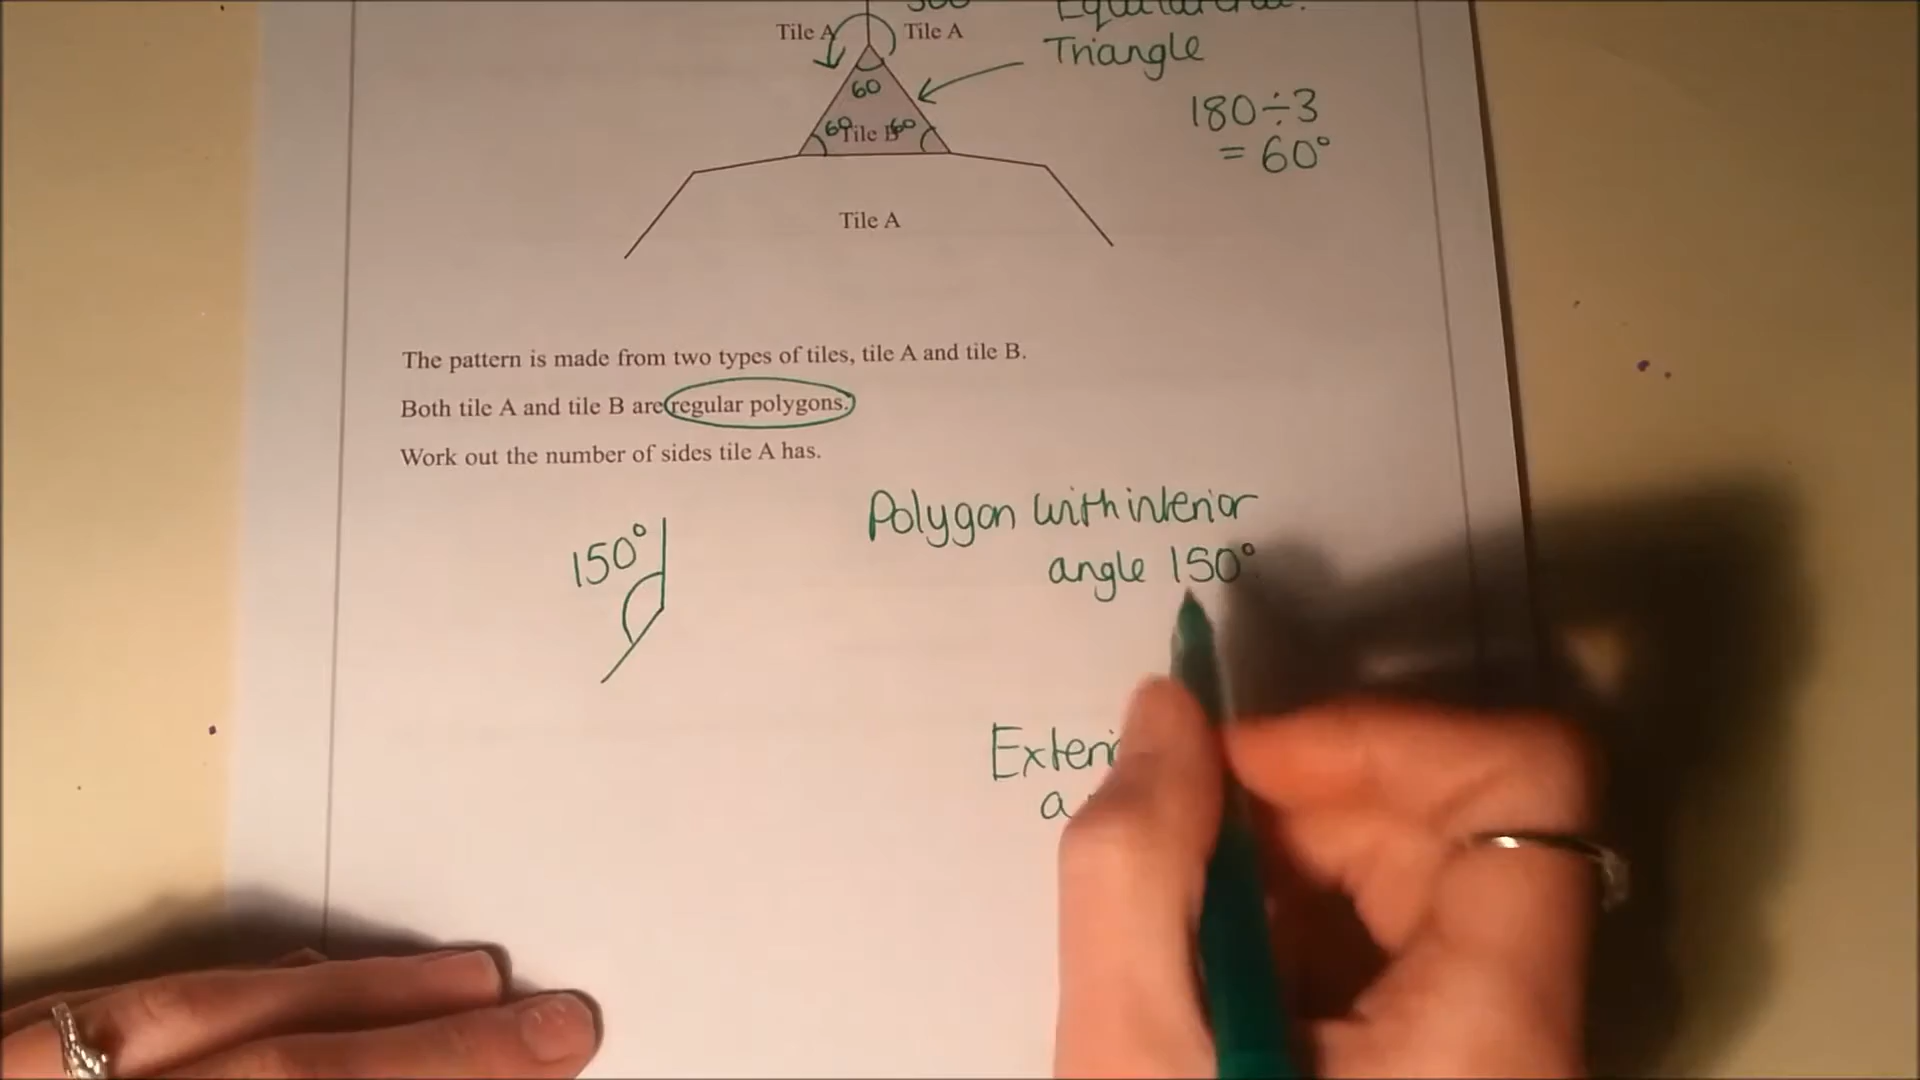 Tile A
Tile A
Triangle
60
60
60
Tile B
180÷3
= 60°
Tile A
The pattern is made from two types of tiles, tile A and tile B.
Both tile A and tile B are regular polygons.
Work out the number of sides tile A has.
150°
Polygon with interior
angle 150°